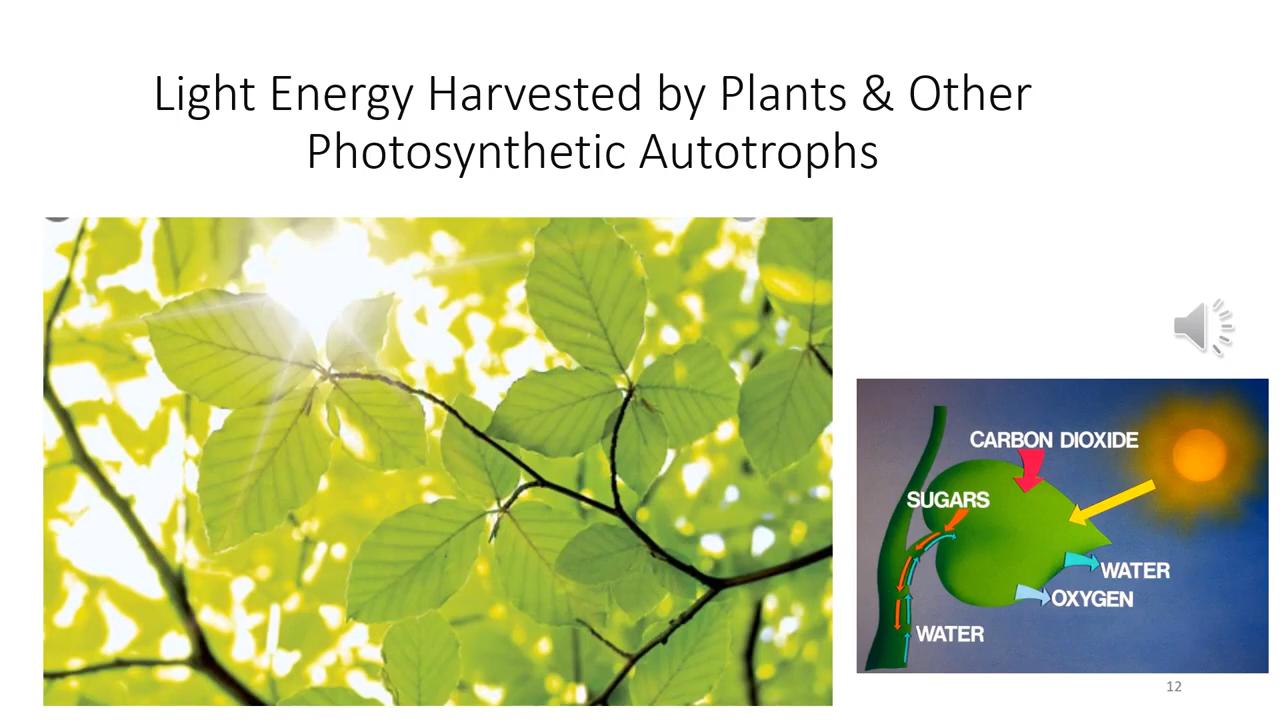 Light Energy Harvested by Plants & Other
Photosynthetic Autotrophs
CARBON DIOXIDE
SUGARS
WATER
OXYGEN
WATER
12